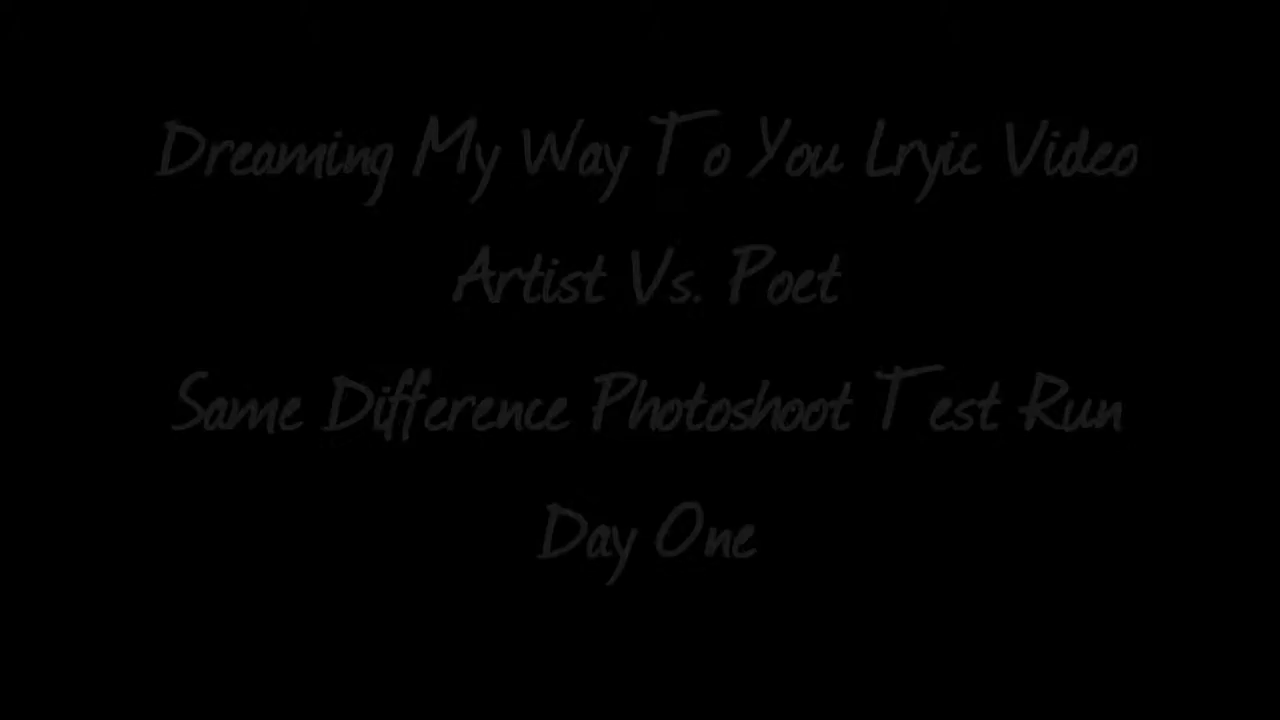 Dreaming My Way To You Lryic Video
Artist Vs. Poet
Same Difference Photoshoot Test Run
Day One